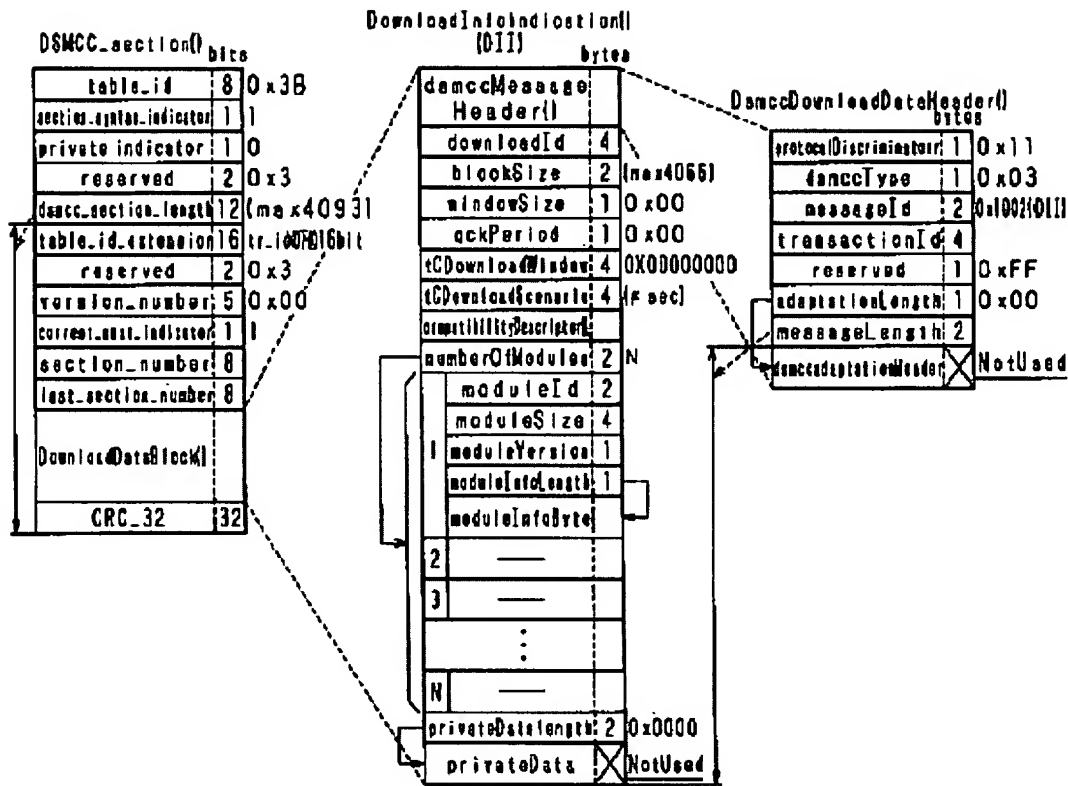 DSMCC_section()
bits
table_id 8 0x3B
section_syntax_indicator 1 1
private indicator 1 0
reserved 2 0x3
dsmcc_section_length 12 (max4093)
table_id_extension 16 16bit
reserved 2 0x3
version_number 5 0x00
current_next_indicator 1 1
section_number 8
last_section_number 8
DownloadDataBlock()
CRC_32 32
DownloadInfoIndication()
(DII)
bytes
dsmccMessage
Header()
downloadId 4
blockSize 2 (max4066)
windowSize 1 0x00
ackPeriod 1 0x00
tCDownloadWindow 4 0X00000000
tCDownloadScenario 4 sec)
compatibilityDescriptor()
numberOfModules 2 N
1
moduleId 2
moduleSize 4
moduleVersion 1
moduleInfoLength 1
moduleInfoByte
2 —
3 —
⋮
N —
privateDatalength 2 0x0000
privateData NotUsed
DsmccDownloadDataHeader()
bytes
protocolDiscriminatorr 1 0x11
dsmccType 1 0x03
messageId 2 0x1002(DII)
transactionId 4
reserved 1 0xFF
adaptationLength 1 0x00
messageLength 2
dsmccadaptationHeader NotUsed